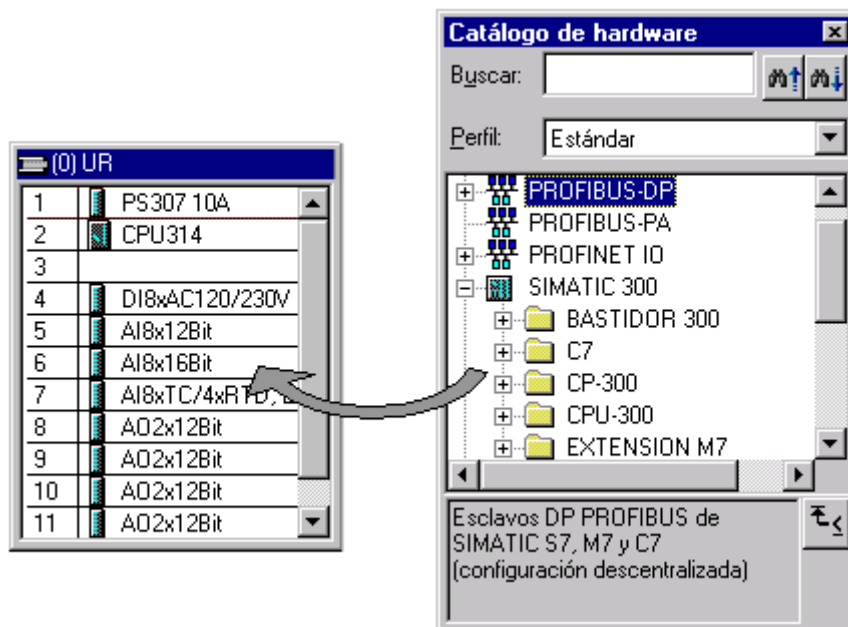 (0) UR
1 PS307 10A
2 CPU314
3
4 DI8xAC120/230V
5 AI8x12Bit
6 AI8x16Bit
7 AI8xTC/4xRTD,
8 AO2x12Bit
9 AO2x12Bit
10 AO2x12Bit
11 AO2x12Bit
Catálogo de hardware
Buscar:
Perfil: Estándar
PROFIBUS-DP
PROFIBUS-PA
PROFINET IO
SIMATIC 300
BASTIDOR 300
C7
CP-300
CPU-300
EXTENSION M7
Esclavos DP PROFIBUS de
SIMATIC S7, M7 y C7
(configuración descentralizada)